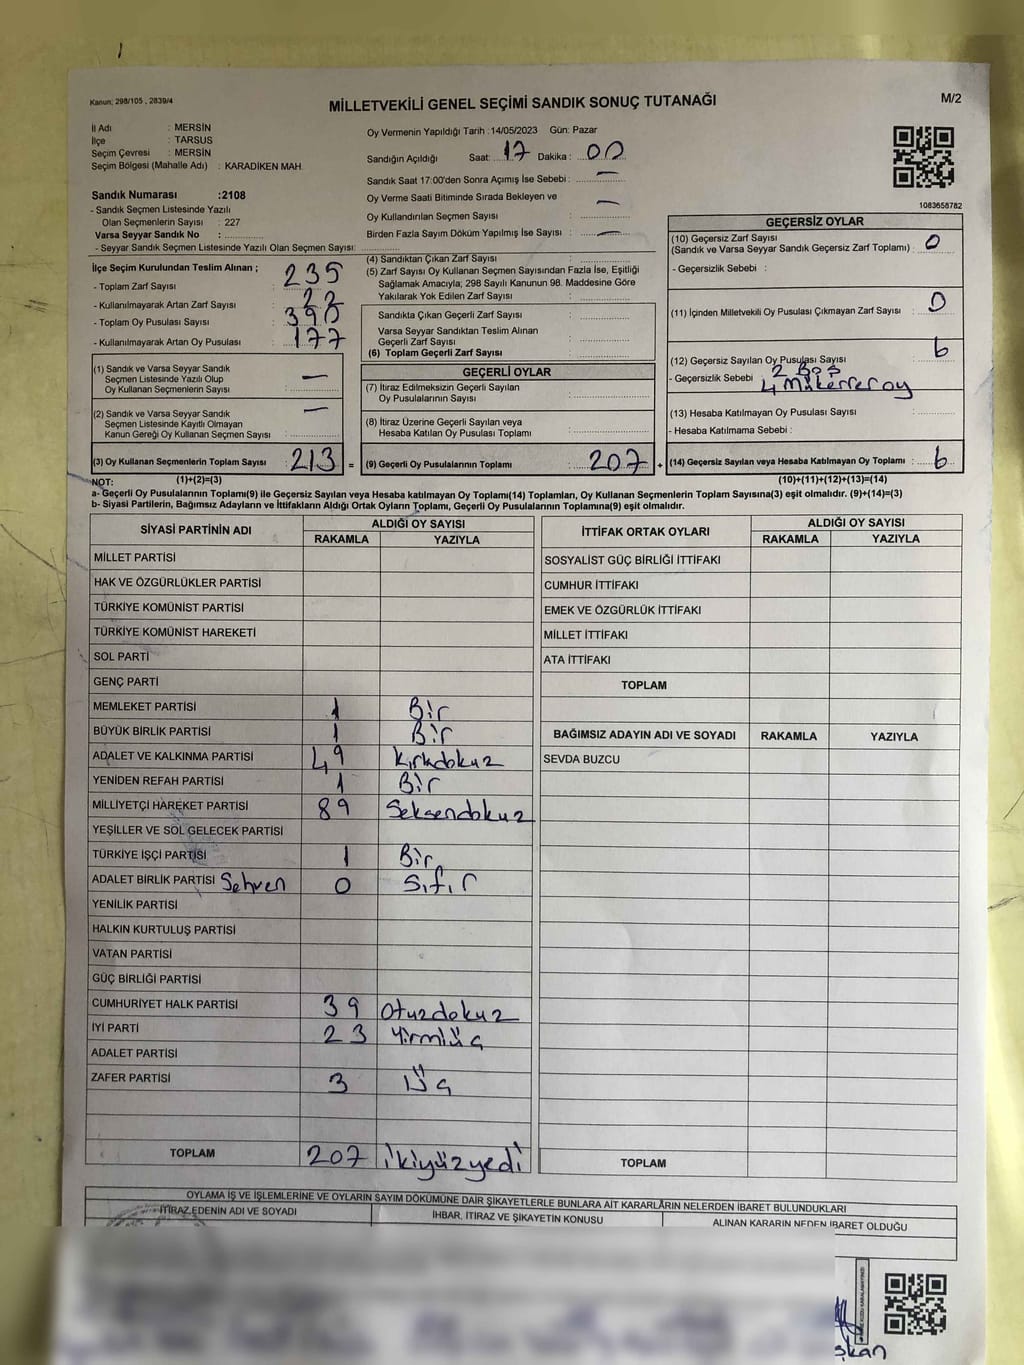 Kanun; 298/105 , 2839/4
MİLLETVEKİLİ GENEL SEÇİMİ SANDIK SONUÇ TUTANAĞI
M/2
İl Adı : MERSİN
İlçe : TARSUS
Seçim Çevresi : MERSİN
Seçim Bölgesi (Mahalle Adı) : KARADİKEN MAH.
Sandık Numarası :2108
- Sandık Seçmen Listesinde Yazılı
Olan Seçmenlerin Sayısı : 227
Varsa Seyyar Sandık No :
- Seyyar Sandık Seçmen Listesinde Yazılı Olan Seçmen Sayısı:
Oy Vermenin Yapıldığı Tarih :14/05/2023 Gün: Pazar
Sandığın Açıldığı Saat: 17 Dakika : 00
Sandık Saat 17:00'den Sonra Açımış İse Sebebi : —
Oy Verme Saati Bitiminde Sırada Bekleyen ve
Oy Kullandırılan Seçmen Sayısı : —
Birden Fazla Sayım Döküm Yapılmış İse Sayısı : —
1083658782
İlçe Seçim Kurulundan Teslim Alınan ;
- Toplam Zarf Sayısı : 235
- Kullanılmayarak Artan Zarf Sayısı : 22
- Toplam Oy Pusulası Sayısı : 390
- Kullanılmayarak Artan Oy Pusulası : 177
(1) Sandık ve Varsa Seyyar Sandık
Seçmen Listesinde Yazılı Olup
Oy Kullanan Seçmenlerin Sayısı : —
(2) Sandık ve Varsa Seyyar Sandık
Seçmen Listesinde Kayıtlı Olmayan
Kanun Gereği Oy Kullanan Seçmen Sayısı : —
(3) Oy Kullanan Seçmenlerin Toplam Sayısı : 213 =
(4) Sandıktan Çıkan Zarf Sayısı :
(5) Zarf Sayısı Oy Kullanan Seçmen Sayısından Fazla İse, Eşitliği
Sağlamak Amacıyla; 298 Sayılı Kanunun 98. Maddesine Göre
Yakılarak Yok Edilen Zarf Sayısı :
Sandıkta Çıkan Geçerli Zarf Sayısı :
Varsa Seyyar Sandıktan Teslim Alınan
Geçerli Zarf Sayısı :
(6) Toplam Geçerli Zarf Sayısı :
GEÇERLİ OYLAR
(7) İtiraz Edilmeksizin Geçerli Sayılan
Oy Pusulalarının Sayısı :
(8) İtiraz Üzerine Geçerli Sayılan veya
Hesaba Katılan Oy Pusulası Toplamı :
(9) Geçerli Oy Pusulalarının Toplamı : 207 +
GEÇERSİZ OYLAR
(10) Geçersiz Zarf Sayısı
(Sandık ve Varsa Seyyar Sandık Geçersiz Zarf Toplamı) : 0
- Geçersizlik Sebebi :
(11) İçinden Milletvekili Oy Pusulası Çıkmayan Zarf Sayısı : 0
(12) Geçersiz Sayılan Oy Pusulası Sayısı 6
- Geçersizlik Sebebi 2 Boş
4 Mükerrer oy
(13) Hesaba Katılmayan Oy Pusulası Sayısı :
- Hesaba Katılmama Sebebi :
(14) Geçersiz Sayılan veya Hesaba Katılmayan Oy Toplamı : 6
NOT: (1)+(2)=(3) (10)+(11)+(12)+(13)=(14)
a- Geçerli Oy Pusulalarının Toplamı(9) ile Geçersiz Sayılan veya Hesaba katılmayan Oy Toplamı(14) Toplamları, Oy Kullanan Seçmenlerin Toplam Sayısına(3) eşit olmalıdır. (9)+(14)=(3)
b- Siyasi Partilerin, Bağımsız Adayların ve İttifakların Aldığı Ortak Oyların Toplamı, Geçerli Oy Pusulalarının Toplamına(9) eşit olmalıdır.
SİYASİ PARTİNİN ADI ALDIĞI OY SAYISI
RAKAMLA YAZIYLA
MİLLET PARTİSİ
HAK VE ÖZGÜRLÜKLER PARTİSİ
TÜRKİYE KOMÜNİST PARTİSİ
TÜRKİYE KOMÜNİST HAREKETİ
SOL PARTİ
GENÇ PARTİ
MEMLEKET PARTİSİ 1 Bir
BÜYÜK BİRLİK PARTİSİ 1 Bir
ADALET VE KALKINMA PARTİSİ 49 Kırkdokuz
YENİDEN REFAH PARTİSİ 1 Bir
MİLLİYETÇİ HAREKET PARTİSİ 89 Seksendokuz
YEŞİLLER VE SOL GELECEK PARTİSİ
TÜRKİYE İŞÇİ PARTİSİ 1 Bir
ADALET BİRLİK PARTİSİ Sehven 0 Sıfır
YENİLİK PARTİSİ
HALKIN KURTULUŞ PARTİSİ
VATAN PARTİSİ
GÜÇ BİRLİĞİ PARTİSİ
CUMHURİYET HALK PARTİSİ 39 Otuzdokuz
İYİ PARTİ 23 Yirmiüç
ADALET PARTİSİ
ZAFER PARTİSİ 3 Üç
TOPLAM 207 ikiyüzyedi
İTTİFAK ORTAK OYLARI ALDIĞI OY SAYISI
RAKAMLA YAZIYLA
SOSYALİST GÜÇ BİRLİĞİ İTTİFAKI
CUMHUR İTTİFAKI
EMEK VE ÖZGÜRLÜK İTTİFAKI
MİLLET İTTİFAKI
ATA İTTİFAKI
TOPLAM
BAĞIMSIZ ADAYIN ADI VE SOYADI RAKAMLA YAZIYLA
SEVDA BUZCU
TOPLAM
OYLAMA İŞ VE İŞLEMLERİNE VE OYLARIN SAYIM DÖKÜMÜNE DAİR ŞİKAYETLERLE BUNLARA AİT KARARLARIN NELERDEN İBARET BULUNDUKLARI
İTİRAZ EDENİN ADI VE SOYADI İHBAR, İTİRAZ VE ŞİKAYETİN KONUSU ALINAN KARARIN NEDEN İBARET OLDUĞU